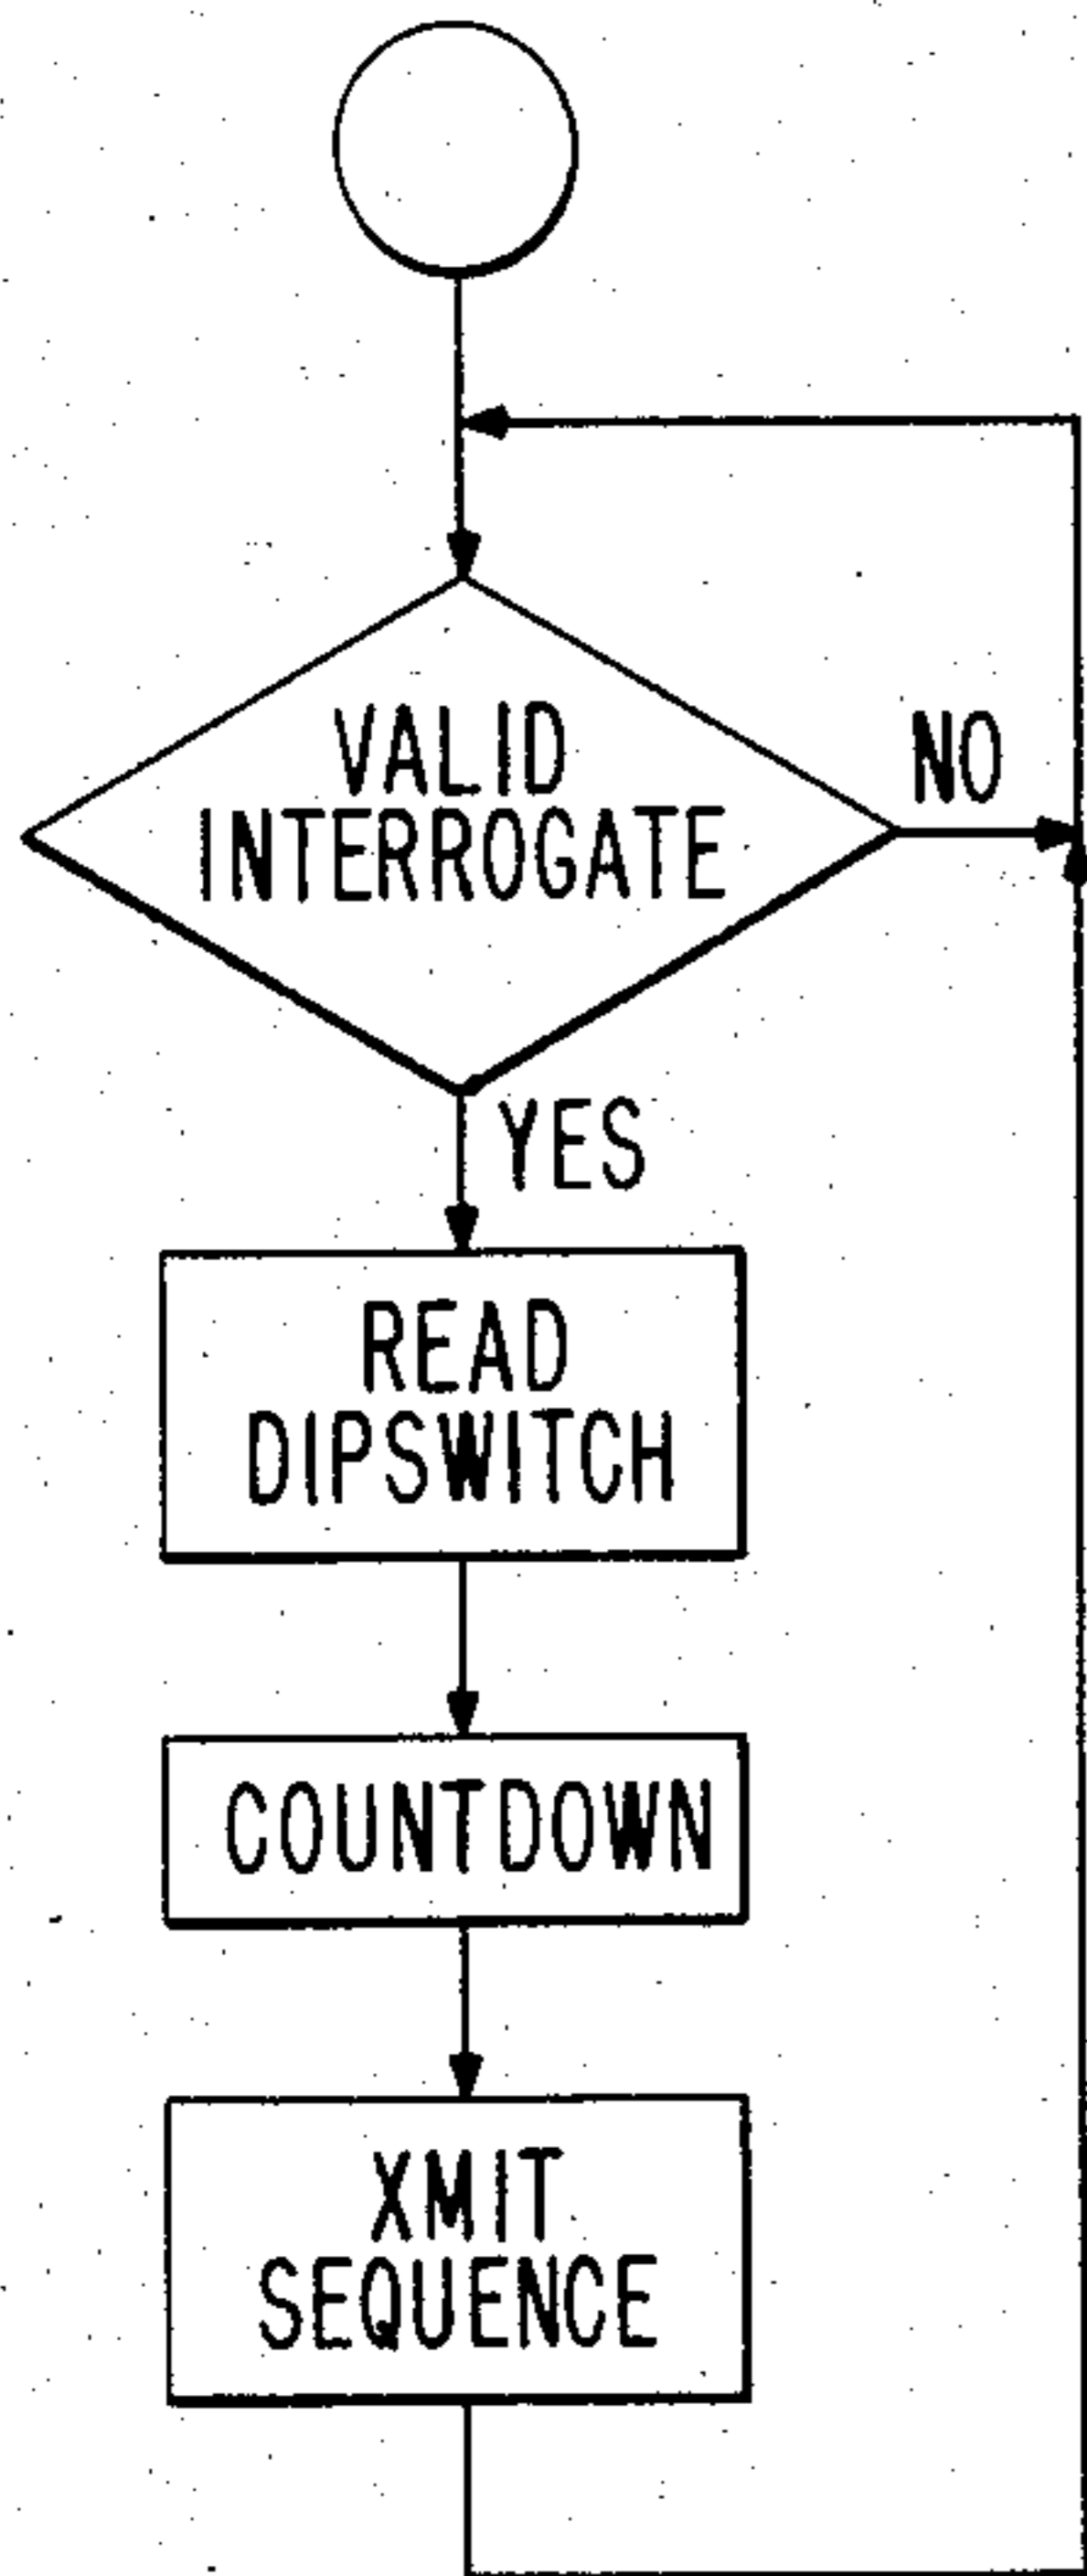 VALID
INTERROGATE
NO
YES
READ
DIPSWITCH
COUNTDOWN
XMIT
SEQUENCE